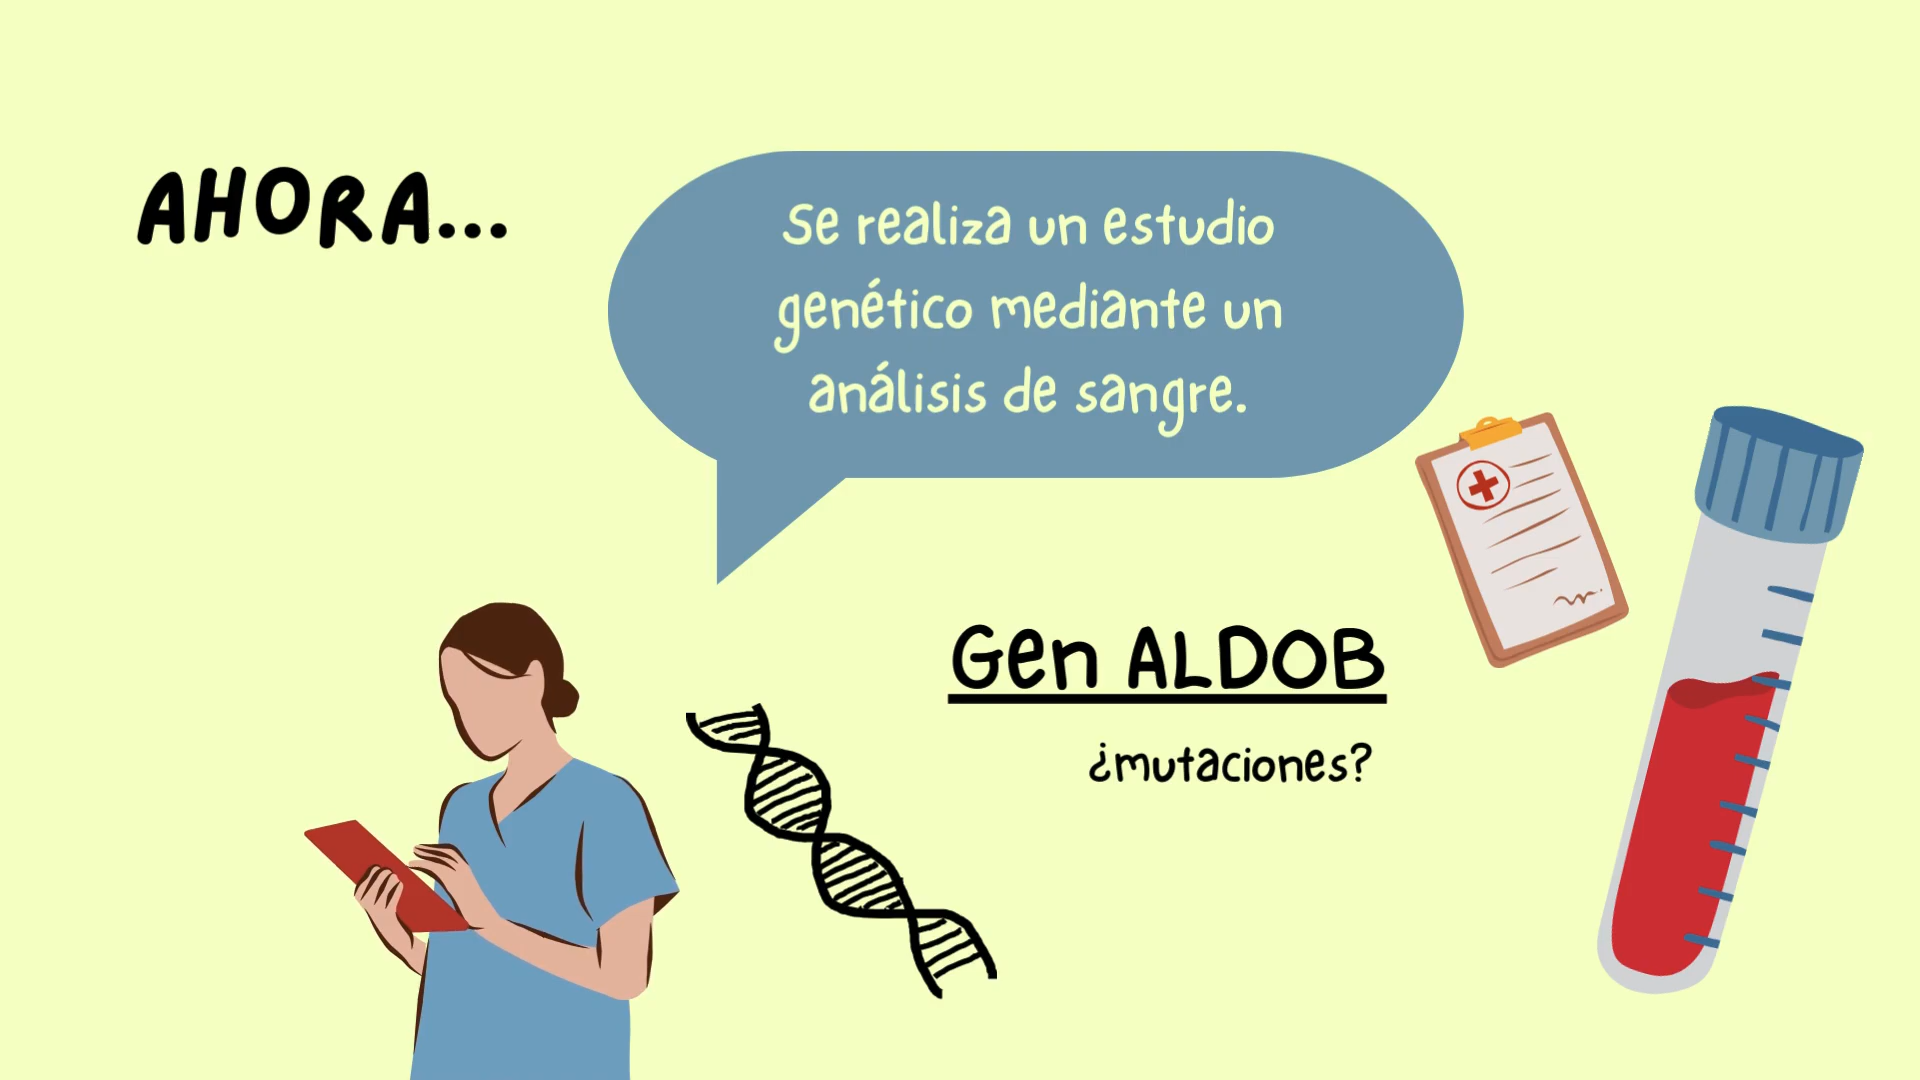 AHORA...
Se realiza un estudio
genético mediante un
análisis de sangre.
Gen ALDOB
¿mutaciones?